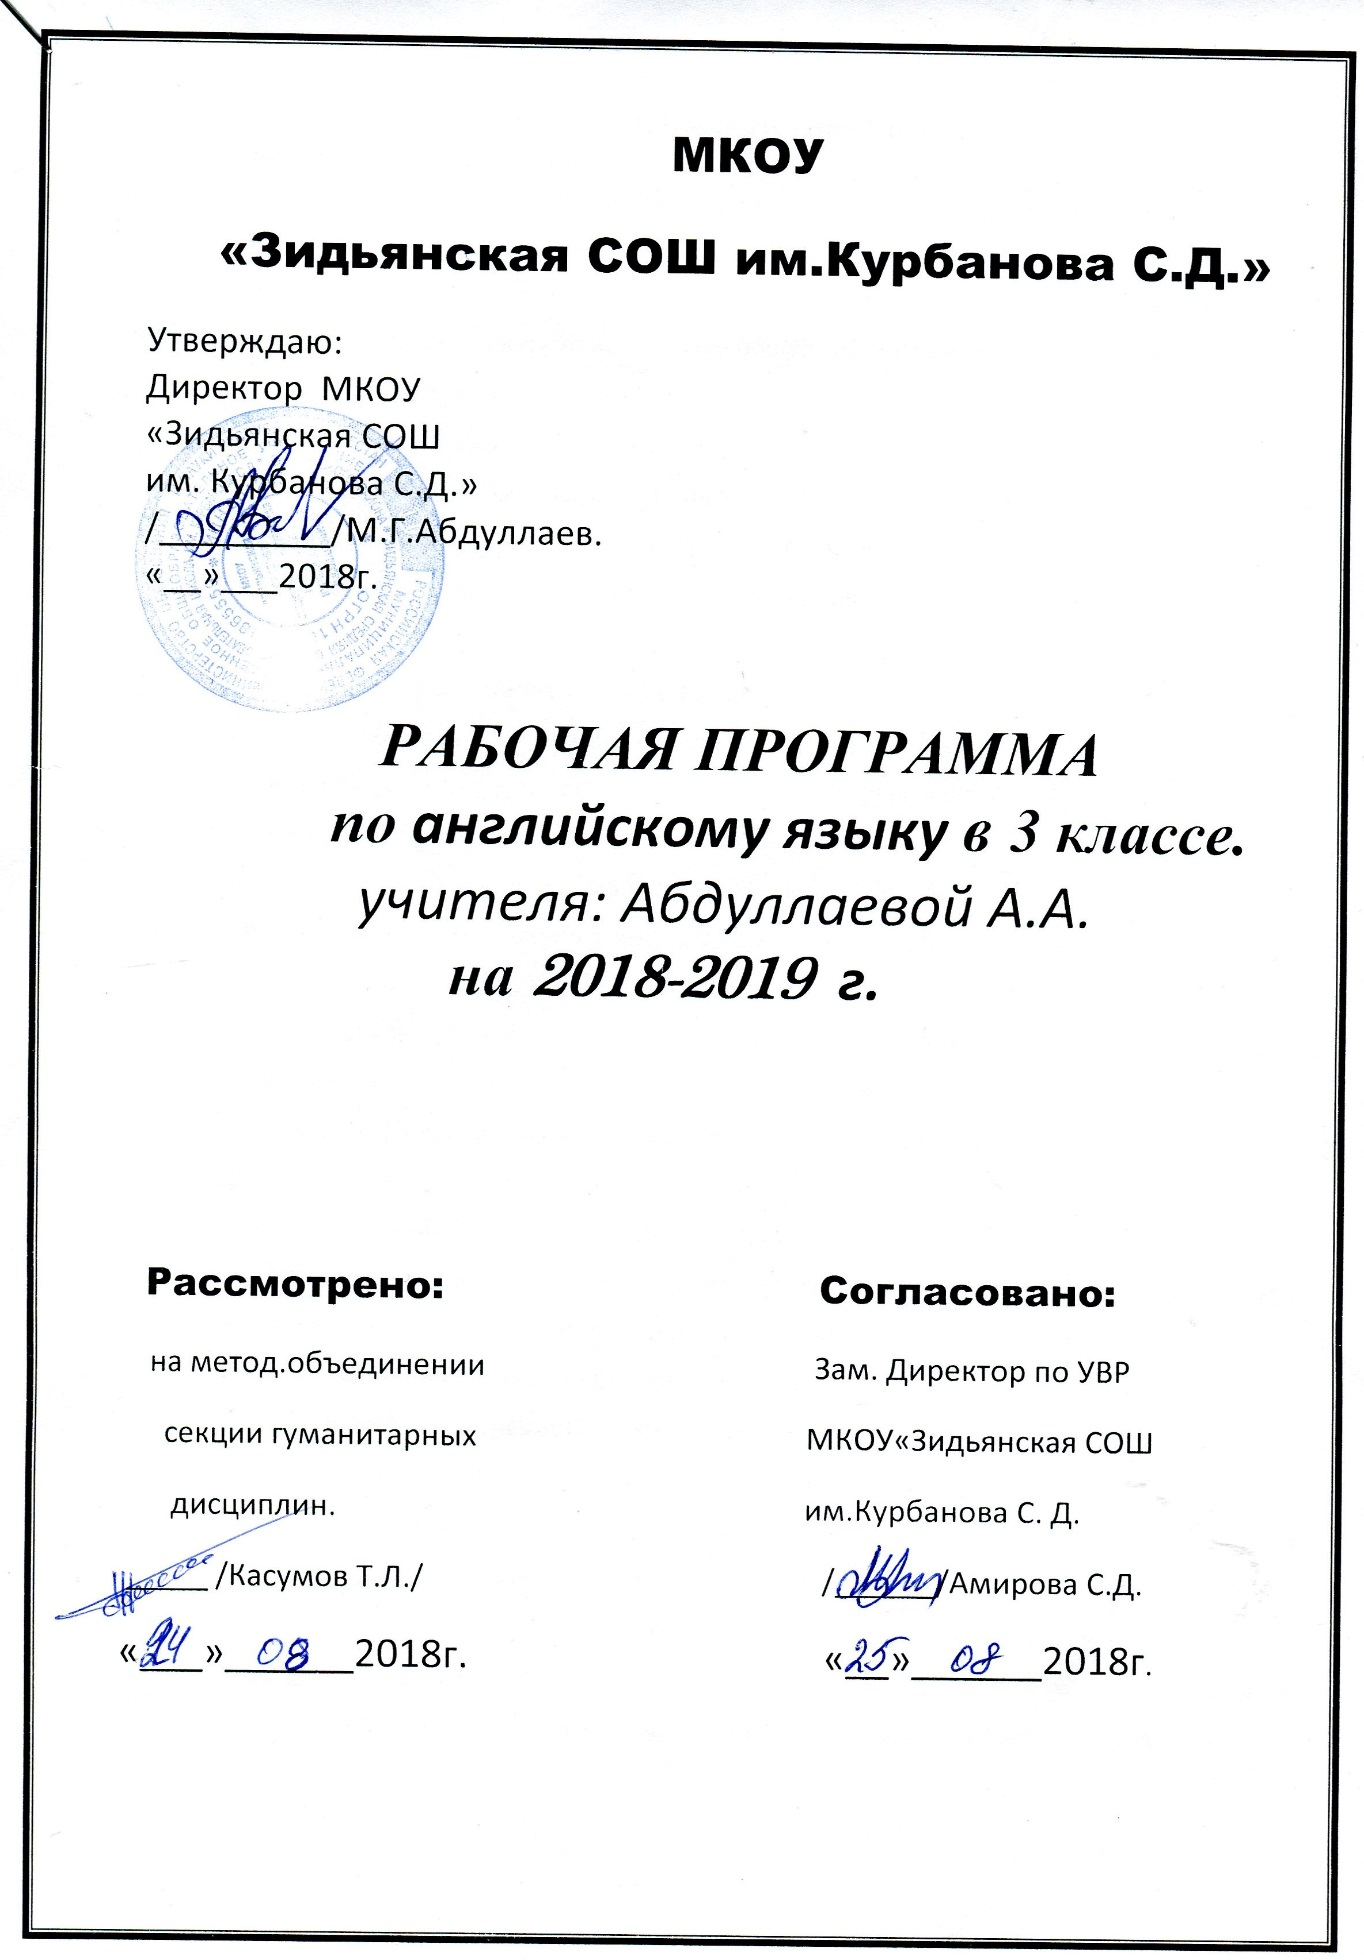 МКОУ
«Зидьянская СОШ им.Курбанова С.Д.»
Утверждаю:
Директор  МКОУ
«Зидьянская СОШ
им. Курбанова С.Д.»
/_________/М.Г.Абдуллаев.
«__»___2018г.
РАБОЧАЯ ПРОГРАММА
по английскому языку в 3 классе.
учителя: Абдуллаевой А.А.
на 2018-2019 г.
Рассмотрено:
на метод.объединении
секции гуманитарных
дисциплин.
_____ /Касумов Т.Л./
«24» 08 2018г.
Согласовано:
Зам. Директор по УВР
МКОУ«Зидьянская СОШ
им.Курбанова С. Д.
/______/Амирова С.Д.
«25» 08 2018г.